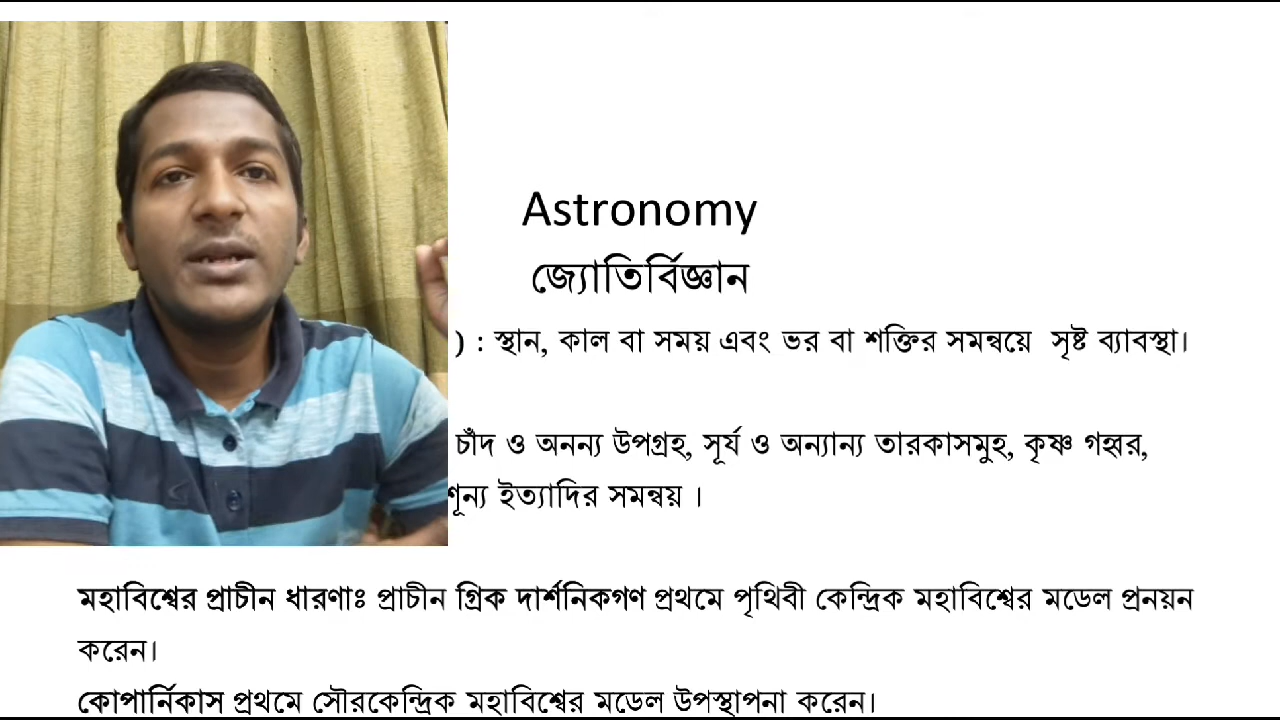 Astronomy
জ্যোতির্বিজ্ঞান
) : স্থান, কাল বা সময় এবং ভর বা শক্তির সমন্বয়ে সৃষ্ট ব্যাবস্থা।
চাঁদ ও অনন্য উপগ্রহ, সূর্য ও অন্যান্য তারকাসমুহ, কৃষ্ণ গহ্বর,
ইত্যাদির সমন্বয় ।
মহাবিশ্বের প্রাচীন ধারণাঃ প্রাচীন গ্রিক দার্শনিকগণ প্রথমে পৃথিবী কেন্দ্রিক মহাবিশ্বের মডেল প্রনয়ন
করেন।
কোপার্নিকাস প্রথমে সৌরকেন্দ্রিক মহাবিশ্বের মডেল উপস্থাপনা করেন।